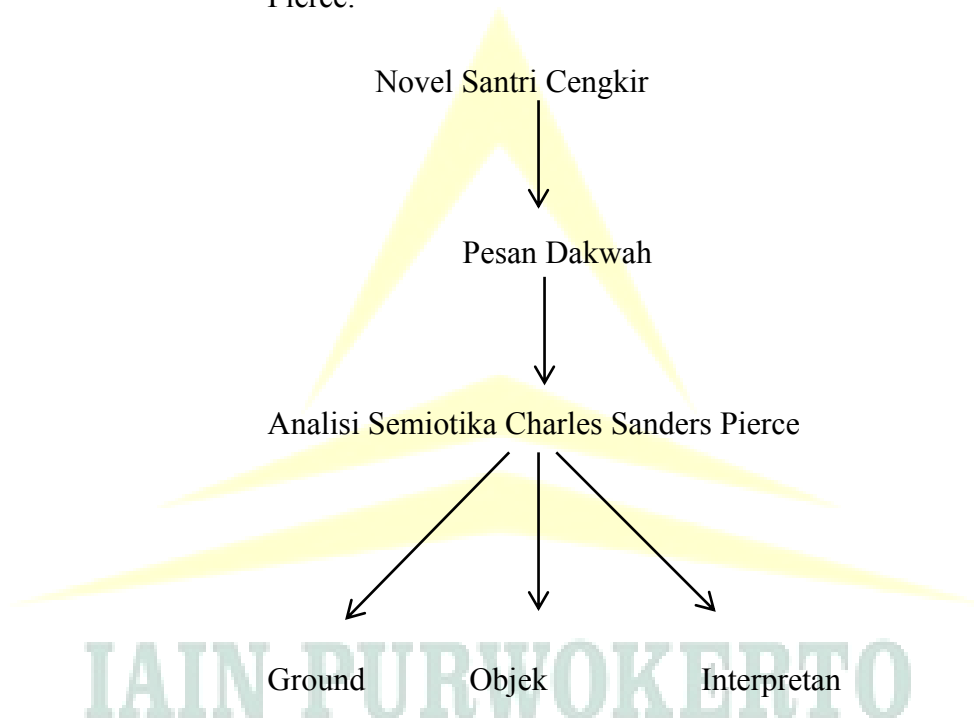 Pierce.
Novel Santri Cengkir
Pesan Dakwah
Analisi Semiotika Charles Sanders Pierce
Ground Objek Interpretan
IAIN PURWOKERTO